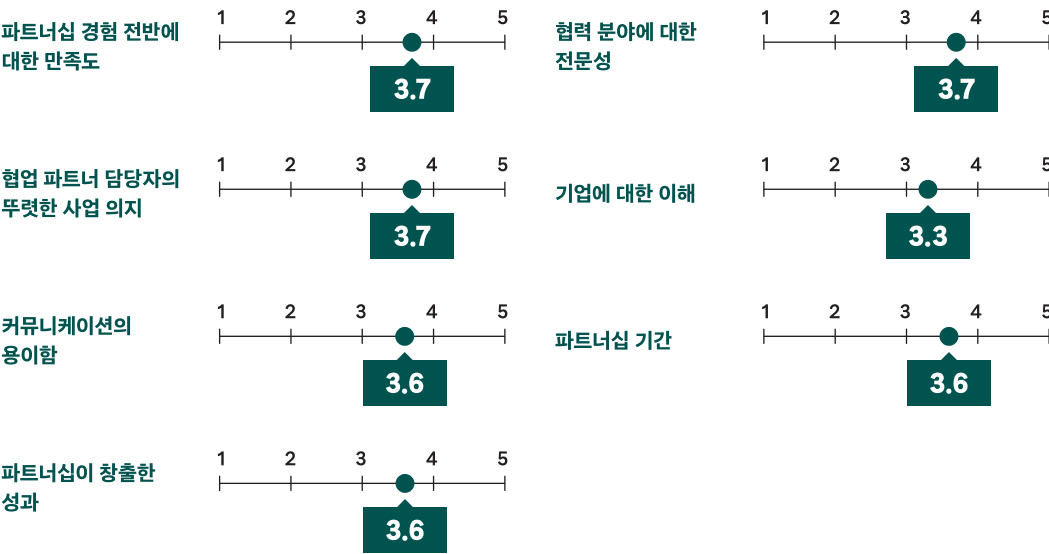 파트너십 경험 전반에
대한 만족도
1 2 3 4 5
3.7
협력 분야에 대한
전문성
1 2 3 4 5
3.7
협업 파트너 담당자의
뚜렷한 사업 의지
1 2 3 4 5
3.7
기업에 대한 이해
1 2 3 4 5
3.3
커뮤니케이션의
용이함
1 2 3 4 5
3.6
파트너십 기간
1 2 3 4 5
3.6
파트너십이 창출한
성과
1 2 3 4 5
3.6